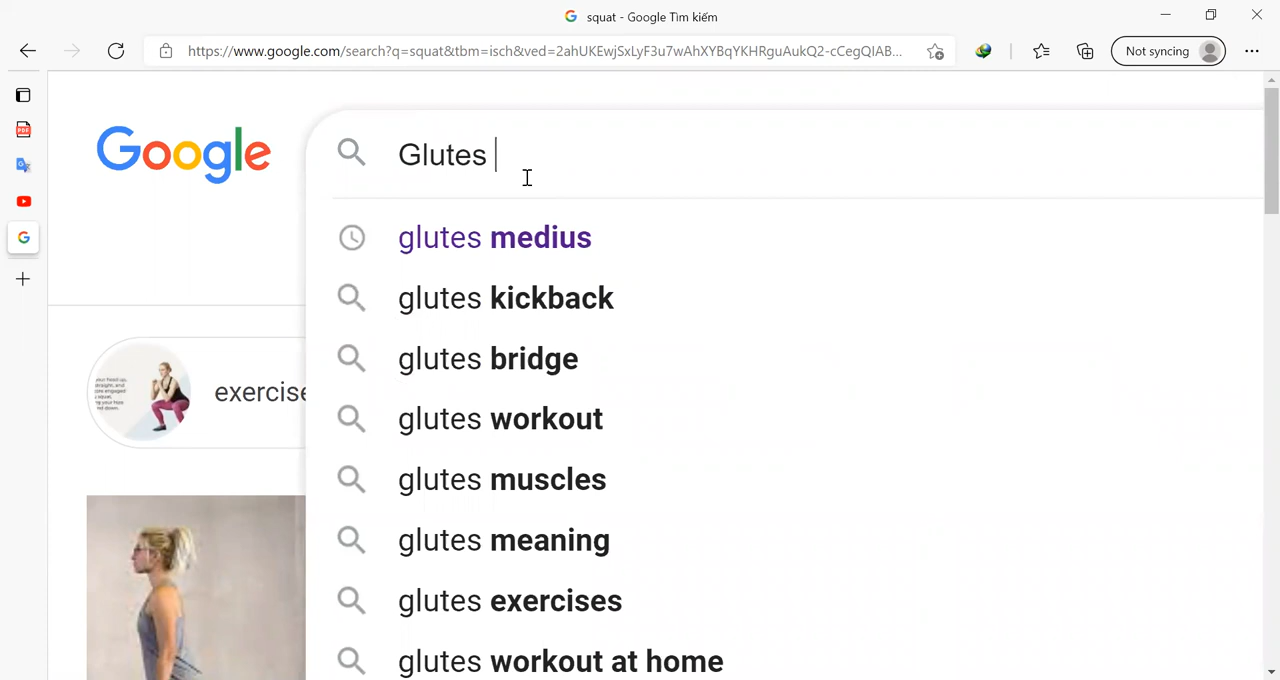 squat - Google Tìm kiếm
https://www.google.com/search?q=squat&tbm=isch&ved=2ahUKEwjSxLyF3u7wAhXYBqYKHRguAukQ2-cCegQIAB...
Not syncing
PDF
Google
Glutes
glutes medius
glutes kickback
glutes bridge
exercise
glutes workout
glutes muscles
glutes meaning
glutes exercises
glutes workout at home